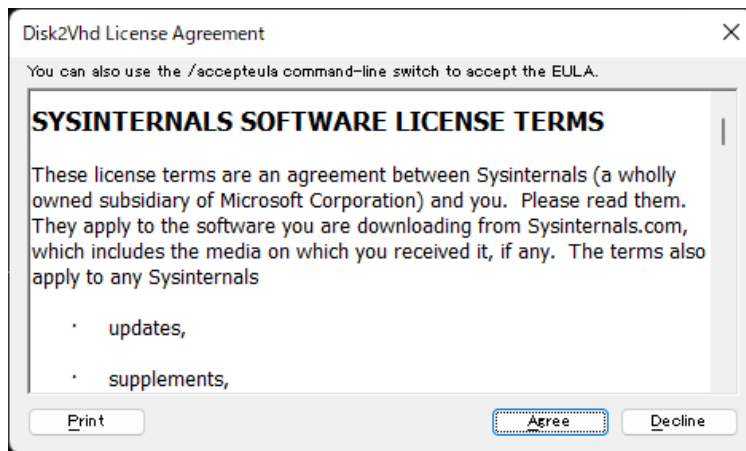 Disk2Vhd License Agreement
You can also use the /accepteula command-line switch to accept the EULA.
SYSINTERNALS SOFTWARE LICENSE TERMS
These license terms are an agreement between Sysinternals (a wholly
owned subsidiary of Microsoft Corporation) and you.  Please read them.
They apply to the software you are downloading from Sysinternals.com,
which includes the media on which you received it, if any.  The terms also
apply to any Sysinternals
· updates,
· supplements,
Print Agree Decline